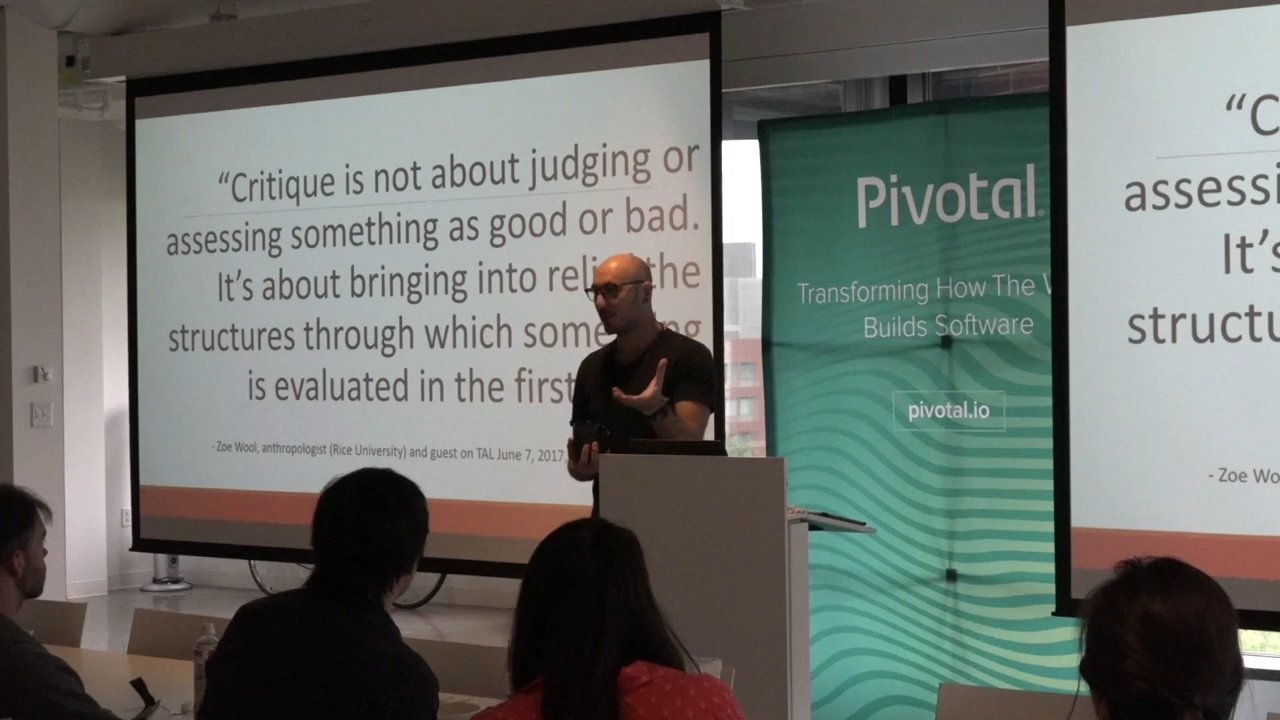 “Critique is not about judging or
assessing something as good or bad.
It’s about bringing into the
structures through which
is evaluated in the first
- Zoe Wool, anthropologist (Rice University) and guest on TAL June 7, 2017
Pivotal
Transforming How The
Builds Software
pivotal.io
“C
assessi
It’s
structu
- Zoe Wo